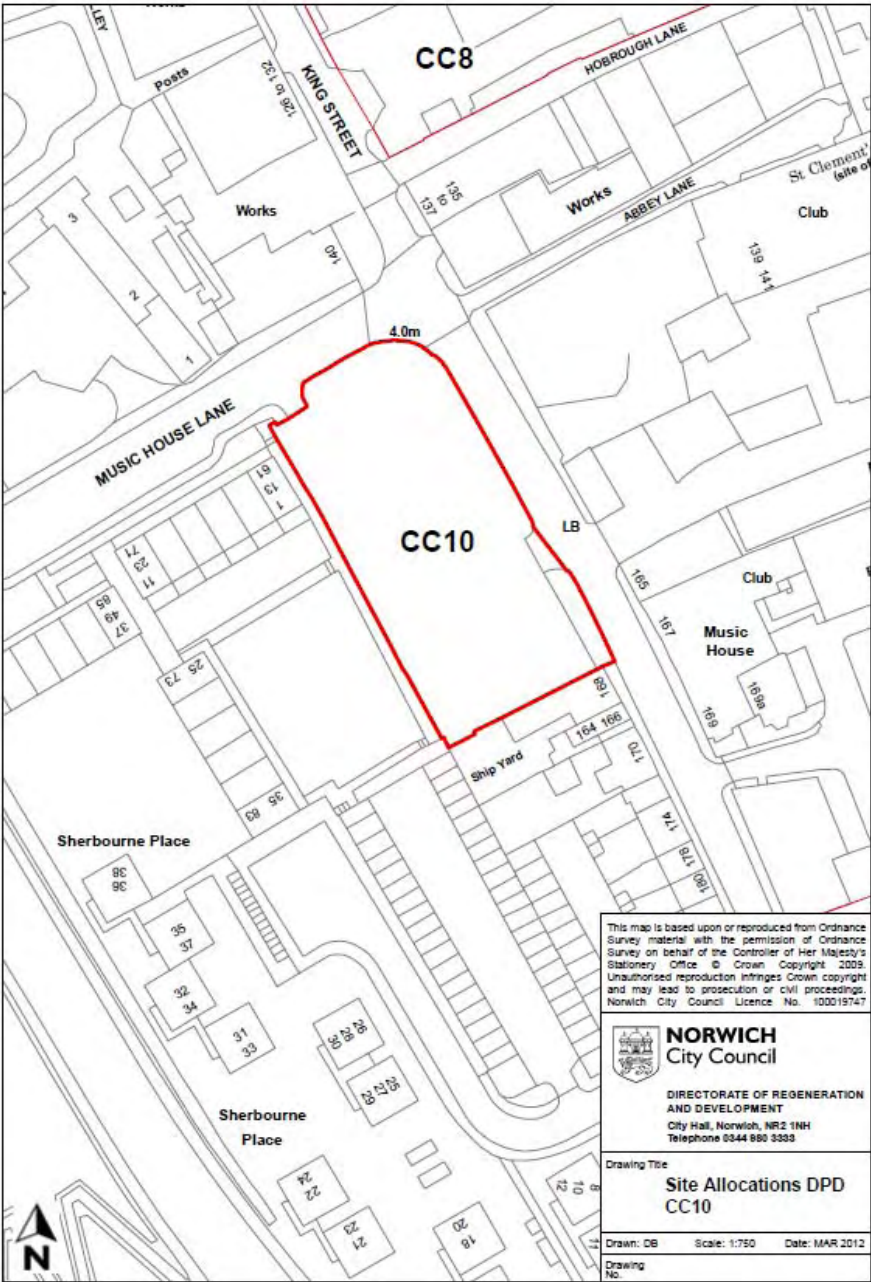 LLEY
Works
Posts
126 to 132
KING STREET
CC8
HOBROUGH LANE
135
to
137
Works
ABBEY LANE
St Clement'
(site of
Club
139 141
3
Works
2
140
1
4.0m
MUSIC HOUSE LANE
61
13
1
CC10
LB
71
23
11
85
49
37
25
73
165
Club
167
Music
House
169a
169
168
164 166
170
Ship Yard
35
83
174
178
180
Sherbourne Place
38
36
35
37
32
34
31
33
26
28
30
25
27
29
Sherbourne
Place
24
22
23
21
20
18
8
10
12
11
N
This map is based upon or reproduced from Ordnance
Survey material with the permission of Ordnance
Survey on behalf of the Controller of Her Majesty's
Stationery Office © Crown Copyright 2009.
Unauthorised reproduction infringes Crown copyright
and may lead to prosecution or civil proceedings.
Norwich City Council Licence No. 100019747
NORWICH
City Council
DIRECTORATE OF REGENERATION
AND DEVELOPMENT
City Hall, Norwich, NR2 1NH
Telephone 0344 980 3333
Drawing Title
Site Allocations DPD
CC10
Drawn: DB Scale: 1:750 Date: MAR 2012
Drawing
No.